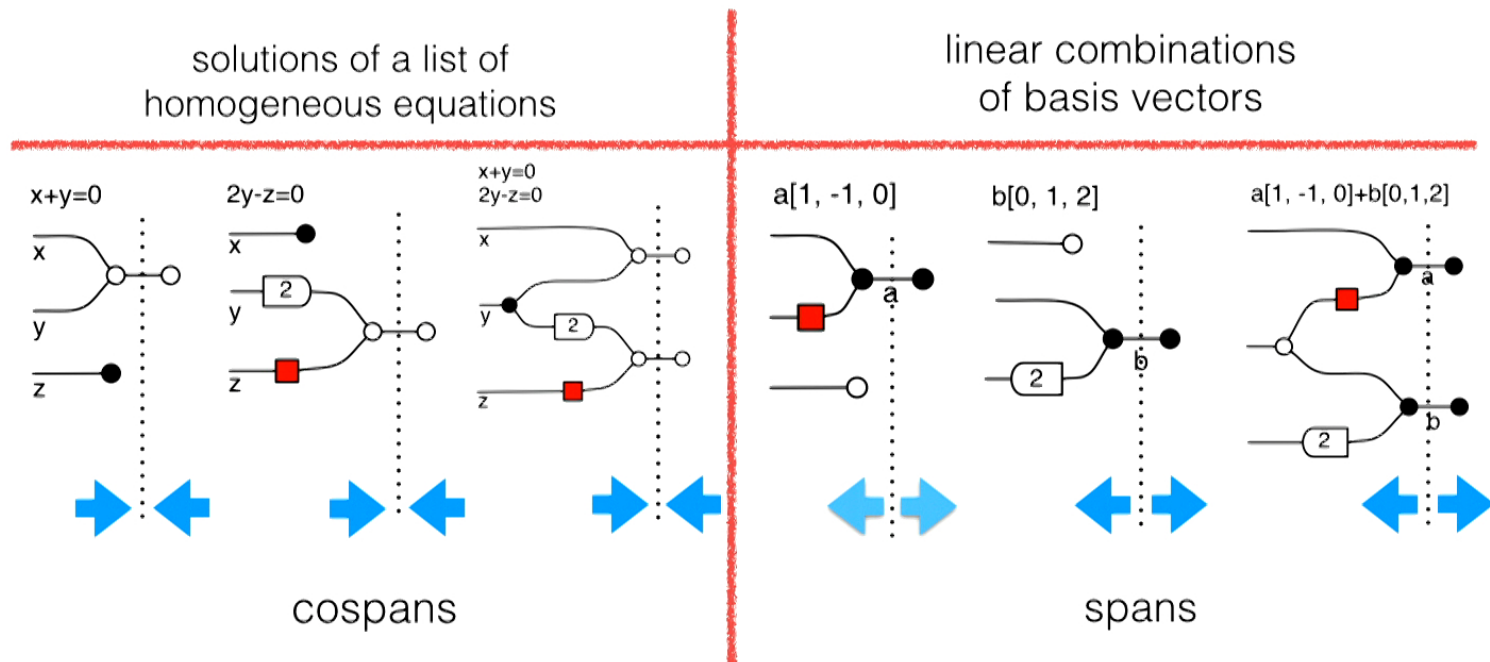 solutions of a list of
homogeneous equations
linear combinations
of basis vectors
x+y=0
x
y
z
2y-z=0
x
2
y
z
x+y=0
2y-z=0
x
y
2
z
a[1, -1, 0]
a
b[0, 1, 2]
b
2
a[1, -1, 0]+b[0,1,2]
a
b
2
cospans
spans